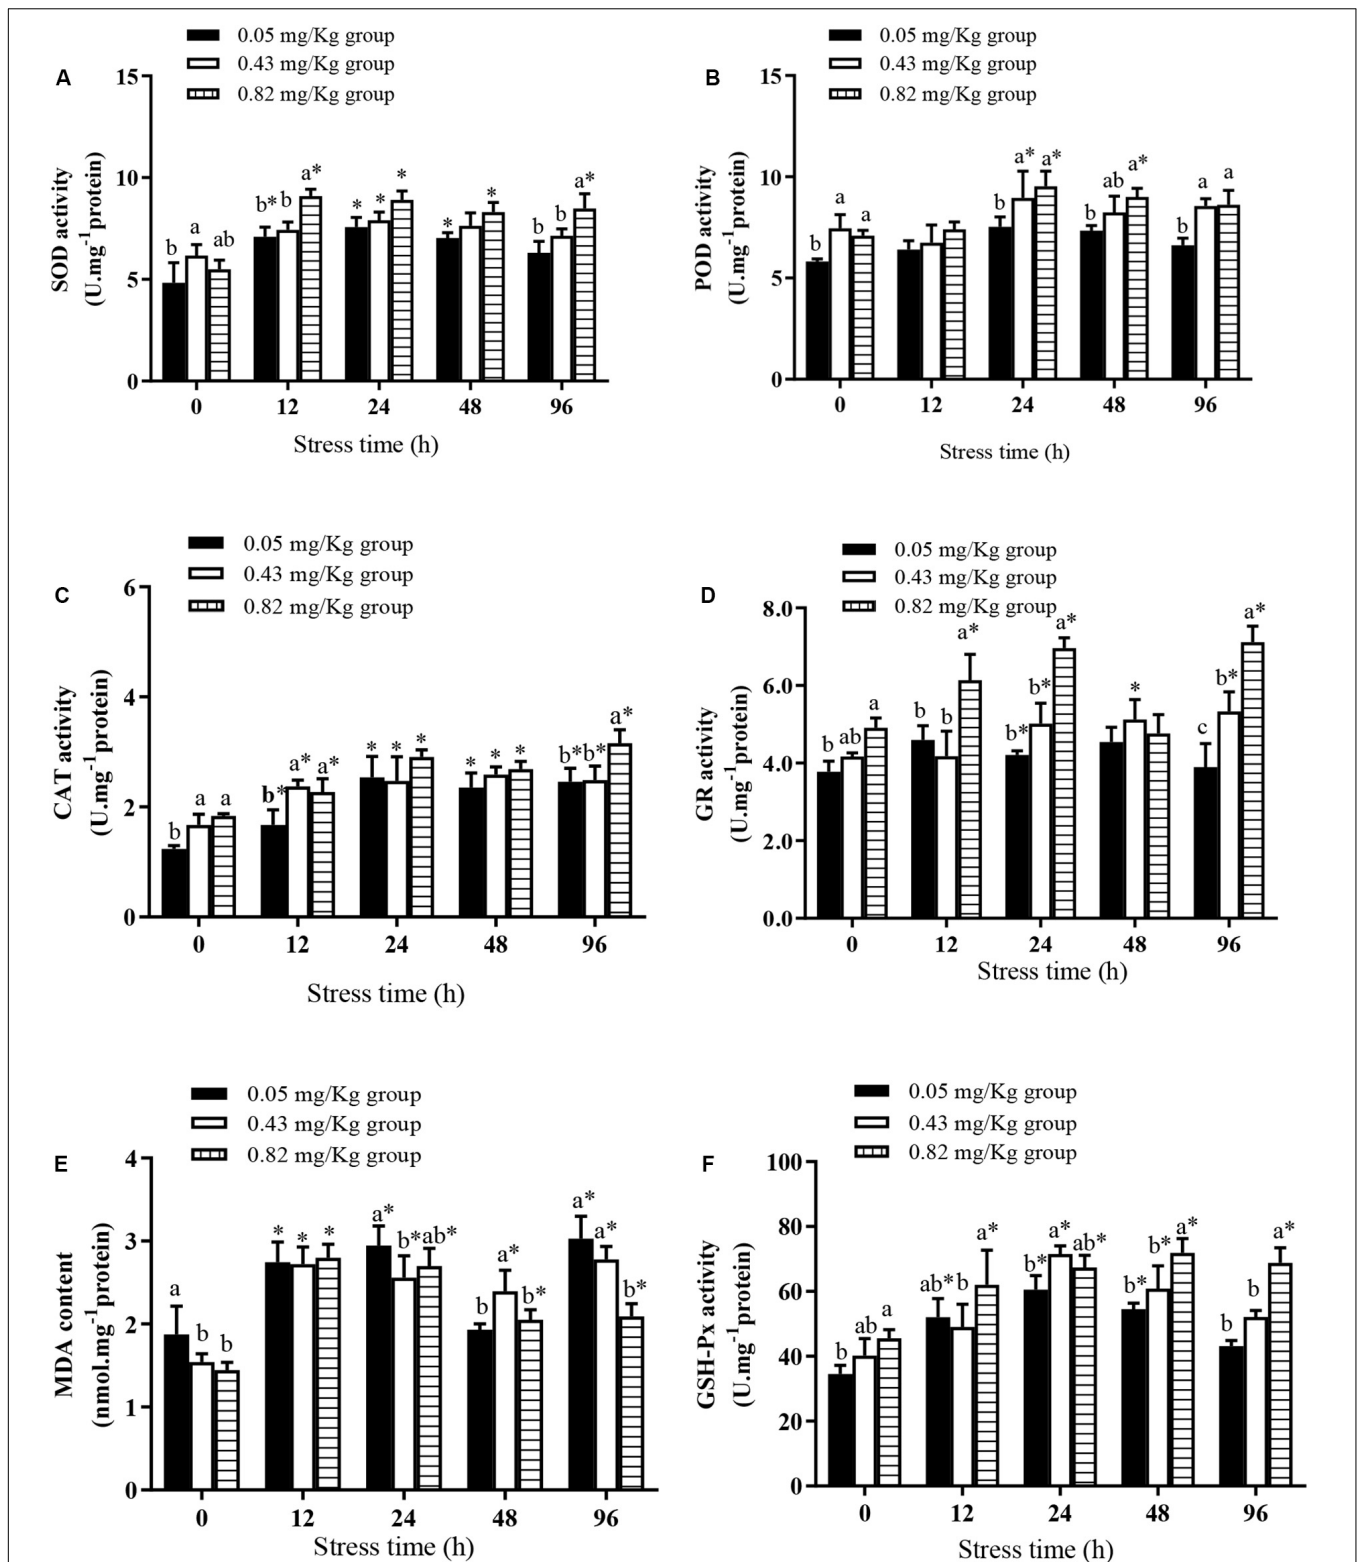 A
0.05 mg/Kg group
0.43 mg/Kg group
0.82 mg/Kg group
SOD activity
(U.mg⁻¹protein)
15
10
5
0
b a ab
b* b a*
* * *
* *
b b a*
0 12 24 48 96
Stress time (h)
B
0.05 mg/Kg group
0.43 mg/Kg group
0.82 mg/Kg group
POD activity
(U.mg⁻¹protein)
15
10
5
0
b a a
b a* a*
b ab a*
b a a
0 12 24 48 96
Stress time (h)
C
0.05 mg/Kg group
0.43 mg/Kg group
0.82 mg/Kg group
CAT activity
(U.mg⁻¹protein)
6
4
2
0
b a a
b* a* a*
* * *
* * *
b* b* a*
0 12 24 48 96
Stress time (h)
D
0.05 mg/Kg group
0.43 mg/Kg group
0.82 mg/Kg group
GR activity
(U.mg⁻¹protein)
8.0
6.0
4.0
2.0
0.0
b ab a
b b a*
b* b* a*
*
c b* a*
0 12 24 48 96
Stress time (h)
E
0.05 mg/Kg group
0.43 mg/Kg group
0.82 mg/Kg group
MDA content
(nmol.mg⁻¹protein)
4
3
2
1
0
a b b
* * *
a* b* ab*
b a* b*
a* a* b*
0 12 24 48 96
Stress time (h)
F
0.05 mg/Kg group
0.43 mg/Kg group
0.82 mg/Kg group
GSH-Px activity
(U.mg⁻¹protein)
100
80
60
40
20
0
b ab a
ab* b a*
b* a* ab*
b* b* a*
b b a*
0 12 24 48 96
Stress time (h)